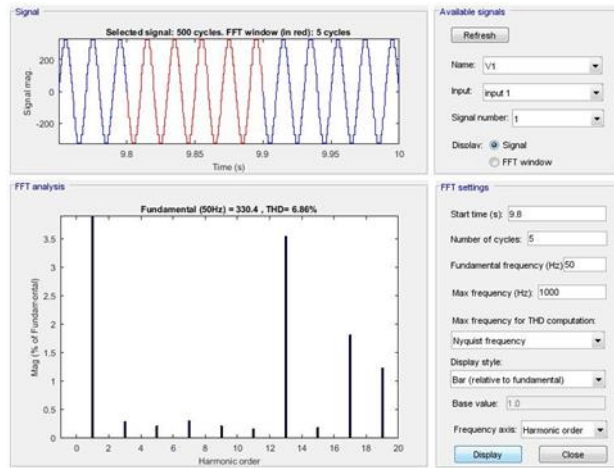 Signal
Selected signal: 500 cycles. FFT window (in red): 5 cycles
Signal mag.
200
0
-200
9.8
9.85
9.9
9.95
10
Time (s)
Available signals
Refresh
Name:
V1
Input:
input 1
Signal number:
1
Display:
Signal
FFT window
FFT analysis
Fundamental (50Hz) = 330.4 , THD= 6.86%
Mag (% of Fundamental)
3.5
3
2.5
2
1.5
1
0.5
0
0
2
4
6
8
10
12
14
16
18
20
Harmonic order
FFT settings
Start time (s):
9.8
Number of cycles:
5
Fundamental frequency (Hz):
50
Max frequency (Hz):
1000
Max frequency for THD computation:
Nyquist frequency
Display style:
Bar (relative to fundamental)
Base value:
1.0
Frequency axis:
Harmonic order
Display
Close